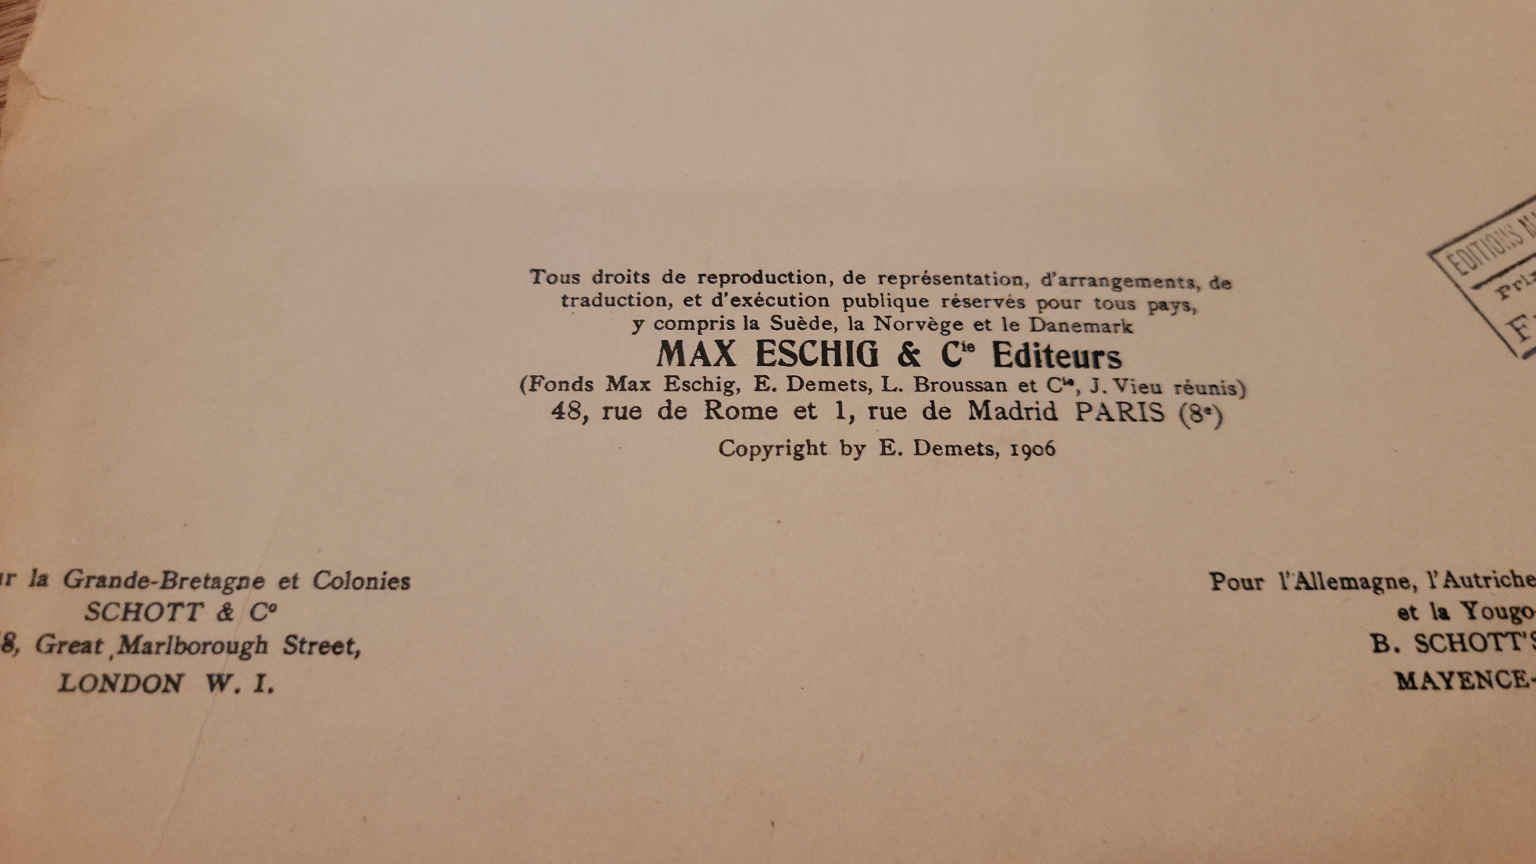 EDITIONS
Tous droits de reproduction, de représentation, d'arrangements, de
traduction, et d'exécution publique réservés pour tous pays,
y compris la Suède, la Norvège et le Danemark
MAX ESCHIG & Cie Editeurs
(Fonds Max Eschig, E. Demets, L. Broussan et Cie, J. Vieu réunis)
48, rue de Rome et 1, rue de Madrid PARIS (8e)
Copyright by E. Demets, 1906
la Grande-Bretagne et Colonies
SCHOTT & Co
Great Marlborough Street,
LONDON W. I.
Pour l'Allemagne, l'Autriche
et la Yougo
B. SCHOTT'S
MAYENCE-